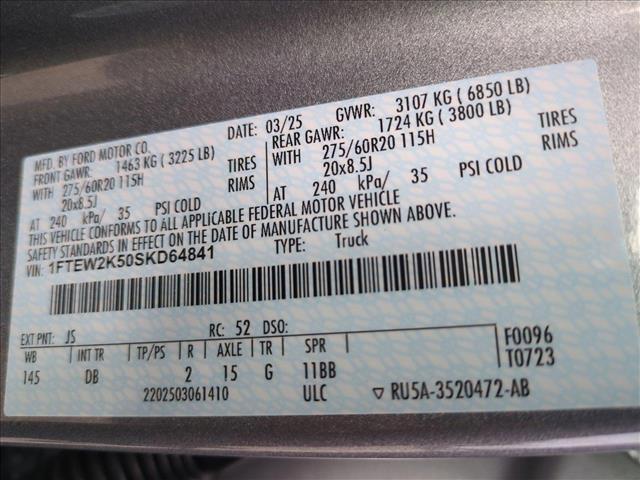 MFD. BY FORD MOTOR CO. DATE: 03/25 GVWR: 3107 KG ( 6850 LB)
FRONT GAWR: 1463 KG ( 3225 LB) REAR GAWR: 1724 KG ( 3800 LB)
WITH 275/60R20 115H TIRES WITH 275/60R20 115H TIRES
20x8.5J RIMS 20x8.5J RIMS
AT 240 kPa/ 35 PSI COLD AT 240 kPa/ 35 PSI COLD
THIS VEHICLE CONFORMS TO ALL APPLICABLE FEDERAL MOTOR VEHICLE
SAFETY STANDARDS IN EFFECT ON THE DATE OF MANUFACTURE SHOWN ABOVE.
VIN: 1FTEW2K50SKD64841 TYPE: Truck
EXT PNT: JS RC: 52 DSO: F0096
WB INT TR TP/PS R AXLE TR SPR T0723
145 DB 2 15 G 11BB
2202503061410 ULC ▽ RU5A-3520472-AB